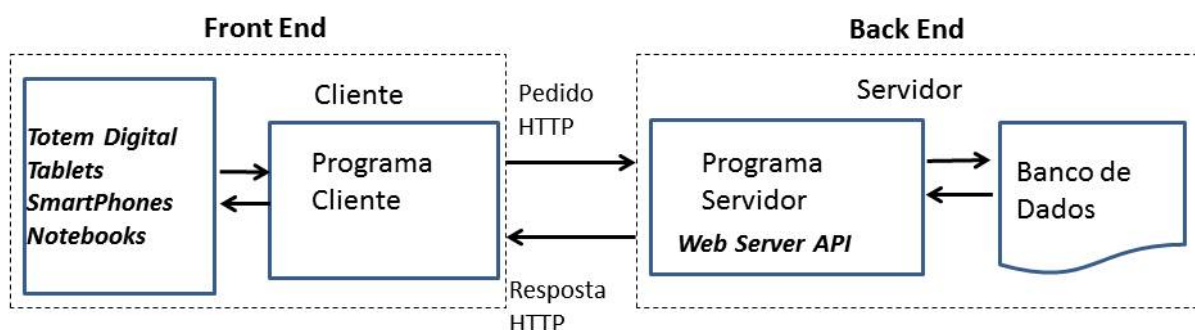 Front End
Back End
Cliente
Totem Digital
Tablets
SmartPhones
Notebooks
Programa
Cliente
Pedido
HTTP
Resposta
HTTP
Servidor
Programa
Servidor
Web Server API
Banco de
Dados